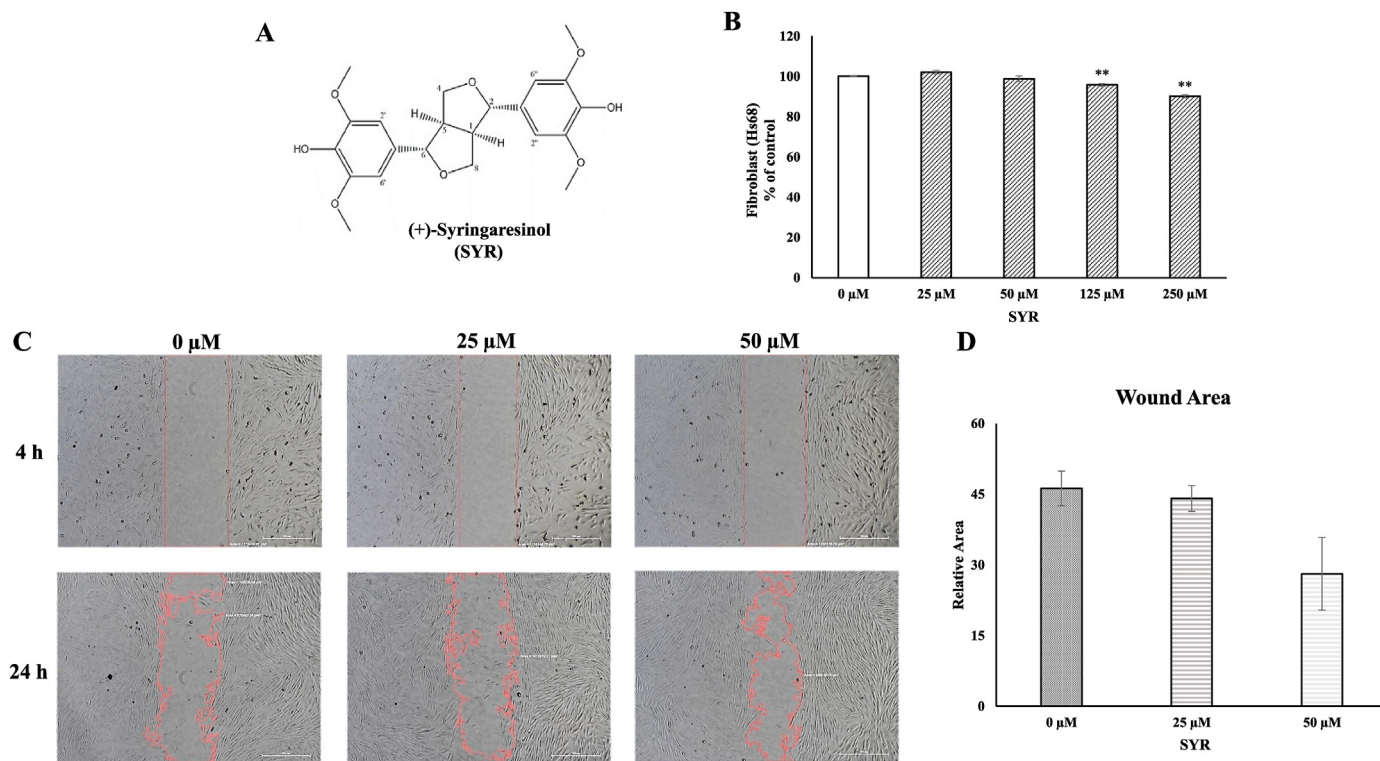 A
O
O
6"
4
2
OH
O
H
2'
1
2"
O
5
H
HO
6
8
6'
O
O
(+)-Syringaresinol
(SYR)
B
120
100
80
60
40
20
0
Fibroblast (Hs68)
% of control
**
**
0 µM
25 µM
50 µM
125 µM
250 µM
SYR
C
0 µM
25 µM
50 µM
4 h
24 h
D
Wound Area
60
45
30
15
0
Relative Area
0 µM
25 µM
50 µM
SYR